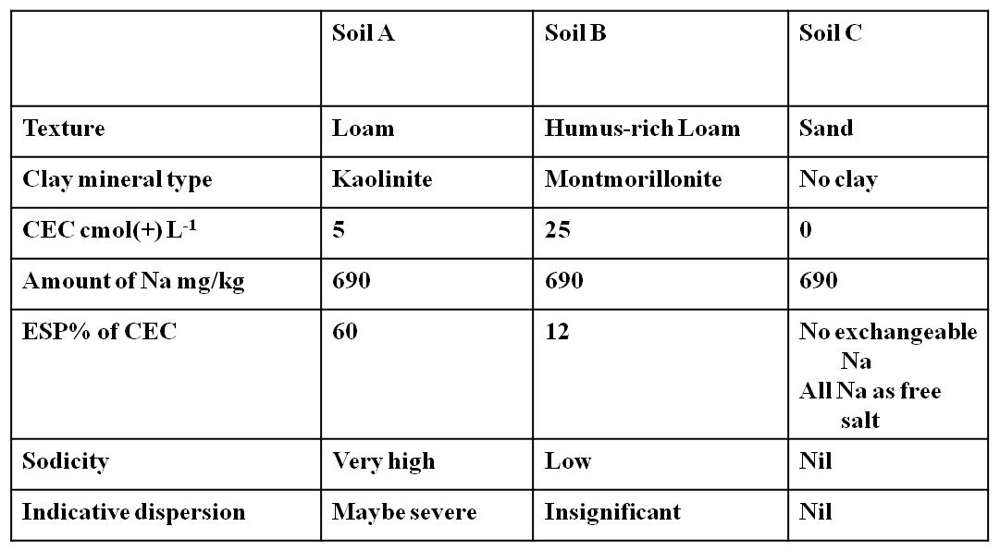 Soil A Soil B Soil C
Texture Loam Humus-rich Loam Sand
Clay mineral type Kaolinite Montmorillonite No clay
CEC cmol(+) L-1 5 25 0
Amount of Na mg/kg 690 690 690
ESP% of CEC 60 12 No exchangeable
Na
All Na as free
salt
Sodicity Very high Low Nil
Indicative dispersion Maybe severe Insignificant Nil